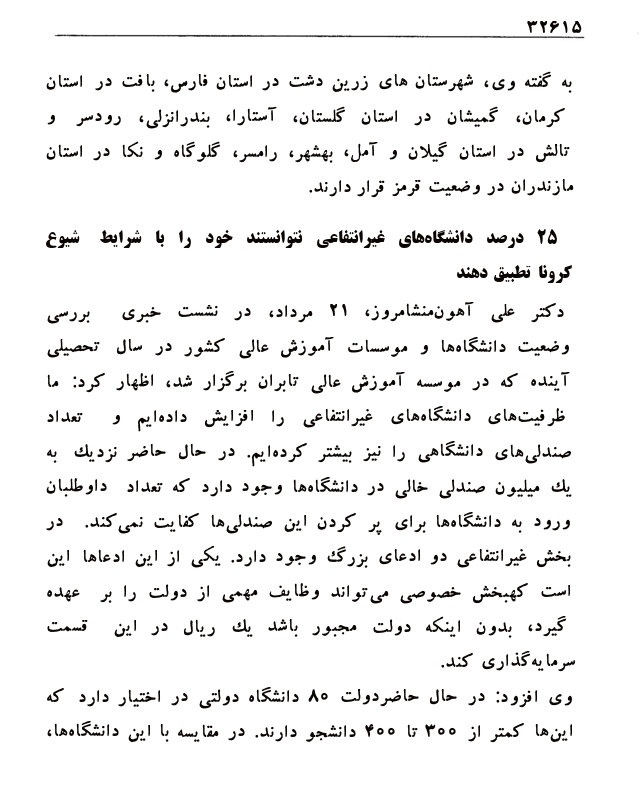 ۳۲۶۱۵
به گفته وی، شهرستان های زرین دشت در استان فارس، بافت در استان
کرمان، گمیشان در استان گلستان، آستارا، بندرانزلی، رودسر و
تالش در استان گیلان و آمل، بهشهر، رامسر، گلوگاه و نکا در استان
مازندران در وضعیت قرمز قرار دارند.
۲۵ درصد دانشگاه‌های غیرانتفاعی نتوانستند خود را با شرایط شیوع
کرونا تطبیق دهند
دکتر علی آهون‌منشامروز، ۲۱ مرداد، در نشست خبری بررسی
وضعیت دانشگاه‌ها و موسسات آموزش عالی کشور در سال تحصیلی
آینده که در موسسه آموزش عالی تابران برگزار شد، اظهار کرد: ما
ظرفیت‌های دانشگاه‌های غیرانتفاعی را افزایش داده‌ایم و تعداد
صندلی‌های دانشگاهی را نیز بیشتر کرده‌ایم. در حال حاضر نزدیك به
یك میلیون صندلی خالی در دانشگاه‌ها وجود دارد که تعداد داوطلبان
ورود به دانشگاه‌ها برای پر کردن این صندلی‌ها کفایت نمی‌کند. در
بخش غیرانتفاعی دو ادعای بزرگ وجود دارد. یکی از این ادعاها این
است کهبخش خصوصی می‌تواند وظایف مهمی از دولت را بر عهده
گیرد، بدون اینکه دولت مجبور باشد یك ریال در این قسمت
سرمایه‌گذاری کند.
وی افزود: در حال حاضردولت ۸۰ دانشگاه دولتی در اختیار دارد که
این‌ها کمتر از ۳۰۰ تا ۴۰۰ دانشجو دارند. در مقایسه با این دانشگاه‌ها،